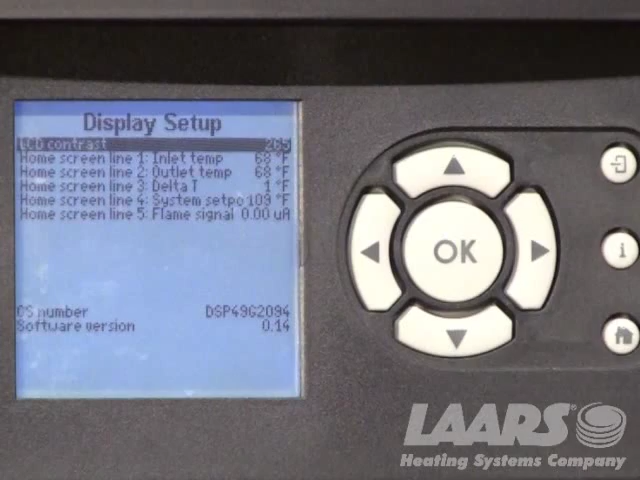 Display Setup
LCD contrast 265
Home screen line 1: Inlet temp 68 °F
Home screen line 2: Outlet temp 68 °F
Home screen line 3: Delta T 1 °F
Home screen line 4: System setpo 109 °F
Home screen line 5: Flame signal 0.00 uA
OS number DSP49G2094
Software version 0.14
OK
i
LAARS®
Heating Systems Company